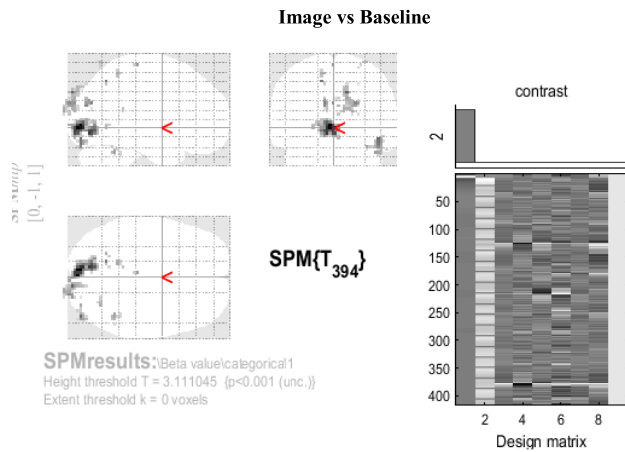 Image vs Baseline
[0, -1, 1]
<
<
<
SPM{T394}
SPMresults:\Beta value\categorical\1
Height threshold T = 3.111045 {p<0.001 (unc.)}
Extent threshold k = 0 voxels
contrast
2
50
100
150
200
250
300
350
400
2 4 6 8
Design matrix